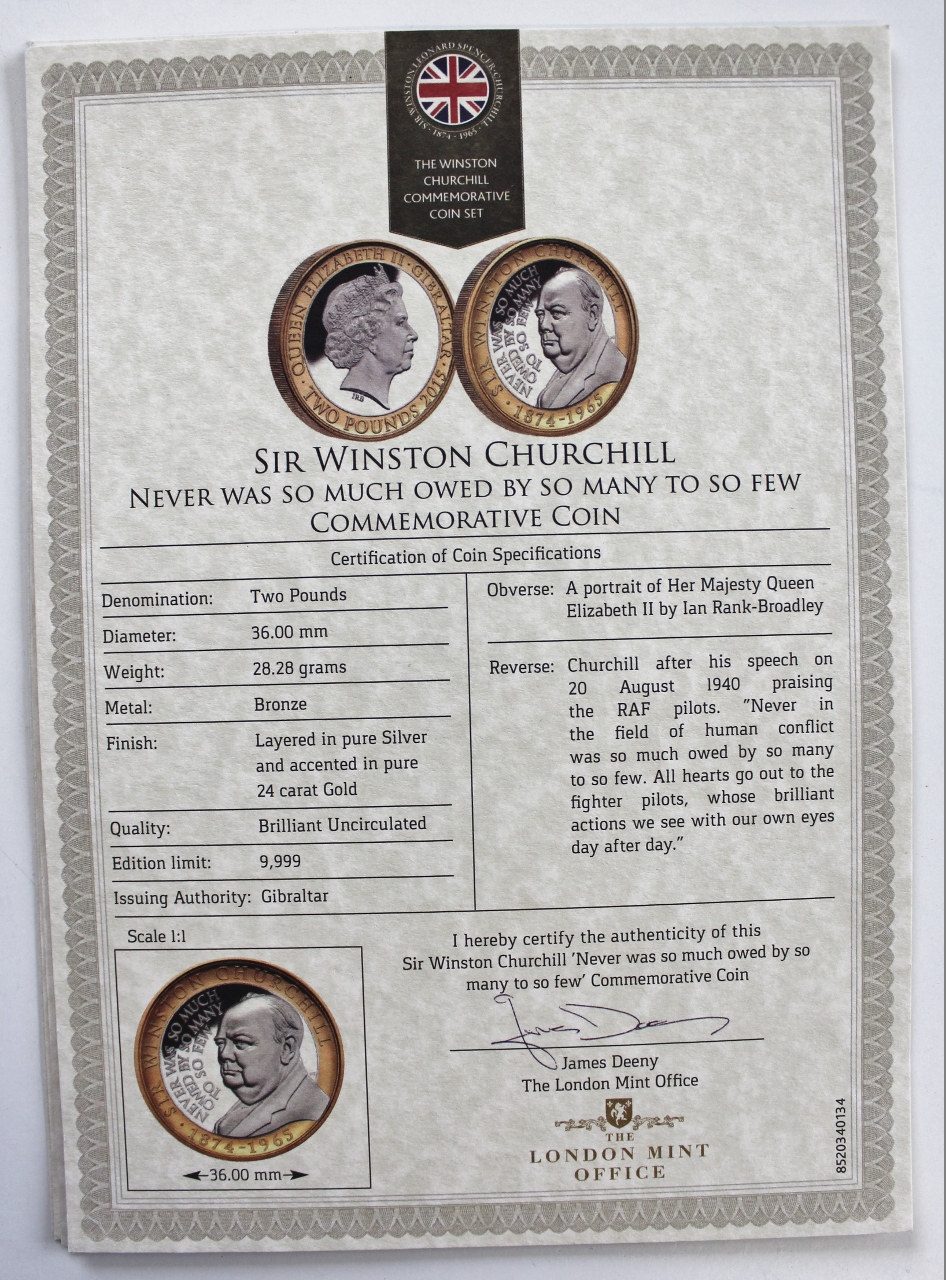 SIR·WINSTON·LEONARD SPENCER·CHURCHILL
·1874 - 1965·
THE WINSTON
CHURCHILL
COMMEMORATIVE
COIN SET
QUEEN ELIZABETH II·GIBRALTAR·
·TWO POUNDS 2015
IRB
SIR WINSTON CHURCHILL
NEVER WAS SO MUCH
OWED BY SO MANY
TO SO FEW
·1874-1965
SIR WINSTON CHURCHILL
NEVER WAS SO MUCH OWED BY SO MANY TO SO FEW
COMMEMORATIVE COIN
Certification of Coin Specifications
Denomination: Two Pounds
Diameter: 36.00 mm
Weight: 28.28 grams
Metal: Bronze
Finish: Layered in pure Silver
and accented in pure
24 carat Gold
Quality: Brilliant Uncirculated
Edition limit: 9,999
Issuing Authority: Gibraltar
Obverse: A portrait of Her Majesty Queen
Elizabeth II by Ian Rank-Broadley
Reverse: Churchill after his speech on
20 August 1940 praising
the RAF pilots. "Never in
the field of human conflict
was so much owed by so many
to so few. All hearts go out to the
fighter pilots, whose brilliant
actions we see with our own eyes
day after day."
Scale 1:1
SIR WINSTON CHURCHILL
NEVER WAS SO MUCH
OWED BY SO MANY
TO SO FEW
·1874-1965
36.00 mm
I hereby certify the authenticity of this
Sir Winston Churchill 'Never was so much owed by so
many to so few' Commemorative Coin
James Deeny
James Deeny
The London Mint Office
THE
LONDON MINT
OFFICE
8520340134